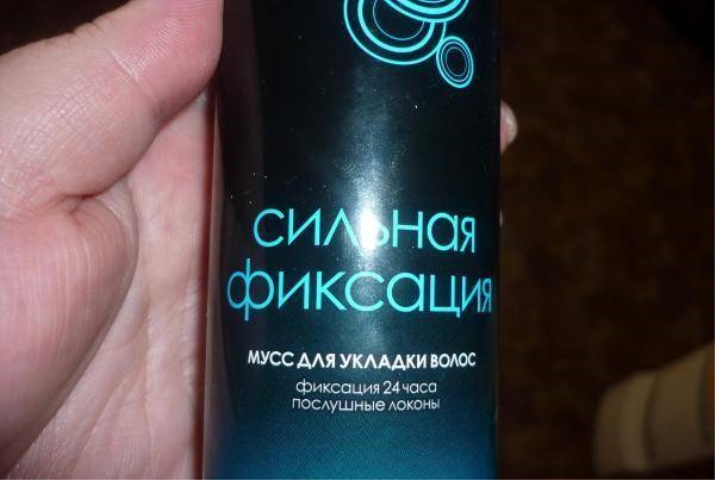 сильная
фиксация
мусс для укладки волос
фиксация 24 часа
послушные локоны